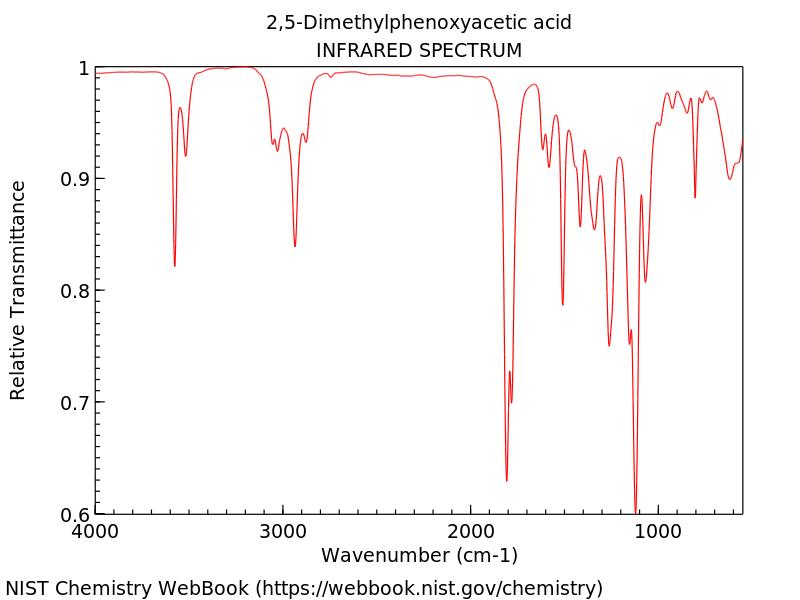 2,5-Dimethylphenoxyacetic acid
INFRARED SPECTRUM
1
0.9
0.8
0.7
0.6
Relative Transmittance
4000 3000 2000 1000
Wavenumber (cm-1)
NIST Chemistry WebBook (https://webbook.nist.gov/chemistry)